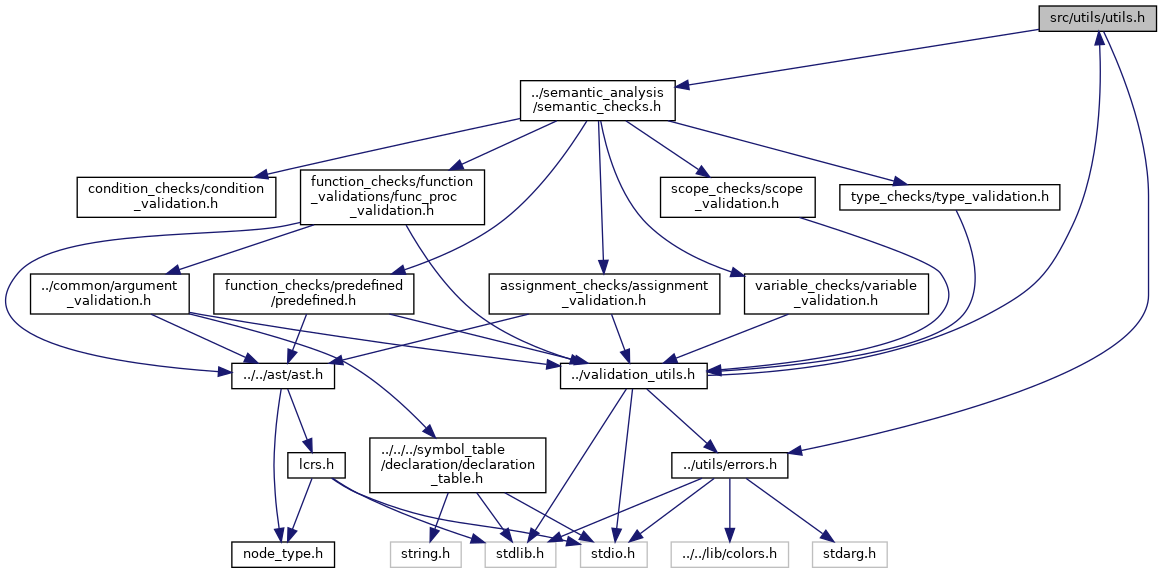 src/utils/utils.h
../semantic_analysis
/semantic_checks.h
condition_checks/condition
_validation.h
function_checks/function
_validations/func_proc
_validation.h
scope_checks/scope
_validation.h
type_checks/type_validation.h
../common/argument
_validation.h
function_checks/predefined
/predefined.h
assignment_checks/assignment
_validation.h
variable_checks/variable
_validation.h
../../ast/ast.h
../validation_utils.h
lcrs.h
../../../symbol_table
/declaration/declaration
_table.h
../utils/errors.h
node_type.h
string.h
stdlib.h
stdio.h
../../lib/colors.h
stdarg.h